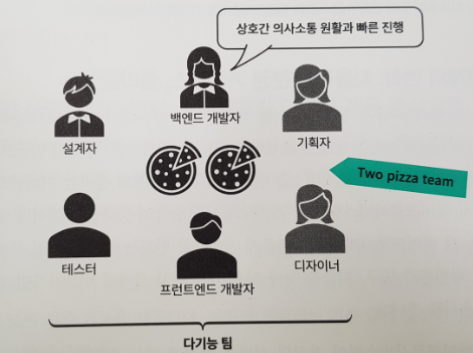 상호간 의사소통 원활과 빠른 진행
백엔드 개발자
설계자
기획자
Two pizza team
테스터
프런트엔드 개발자
디자이너
다기능 팀